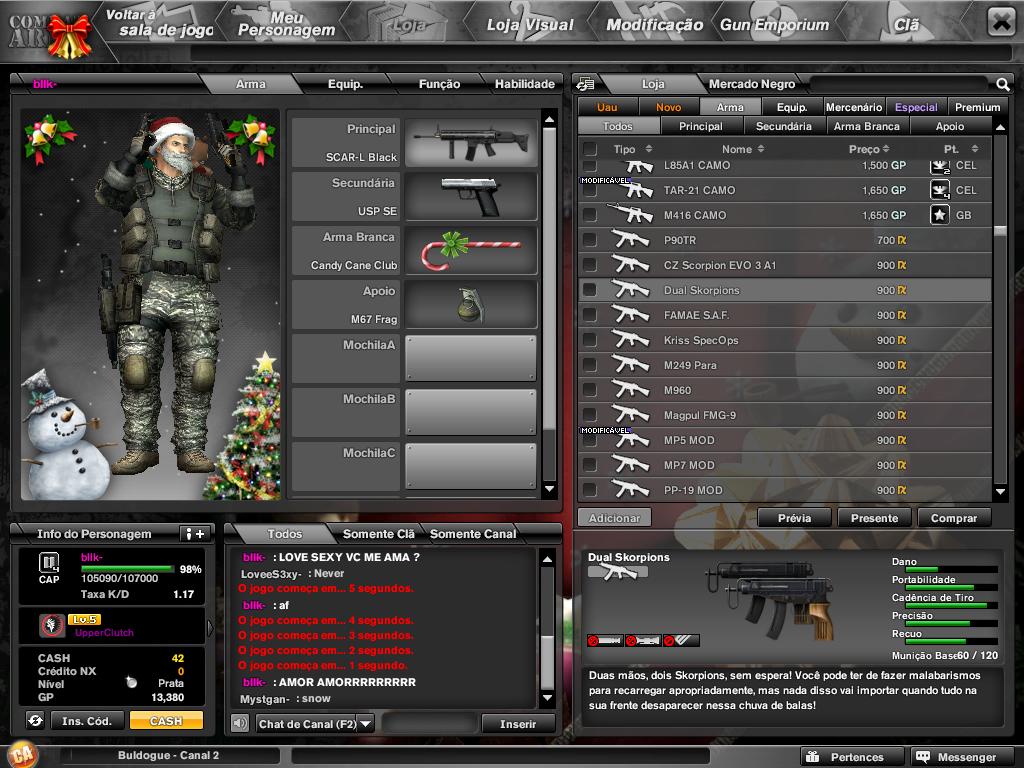 COM
AR
Voltar à
sala de jogo
Meu
Personagem
Loja
Loja Visual
Modificação
Gun Emporium
Clã
blik-
Arma
Equip.
Função
Habilidade
Principal
SCAR-L Black
Secundária
USP SE
Arma Branca
Candy Cane Club
Apoio
M67 Frag
MochilaA
MochilaB
MochilaC
Loja
Mercado Negro
Uau
Novo
Arma
Equip.
Mercenário
Especial
Premium
Todos
Principal
Secundária
Arma Branca
Apoio
Tipo
Nome
Preço
Pt.
L85A1 CAMO 1,500 GP CEL
MODIFICÁVEL!
TAR-21 CAMO 1,650 GP CEL
M416 CAMO 1,650 GP GB
P90TR 700
CZ Scorpion EVO 3 A1 900
Dual Skorpions 900
FAMAE S.A.F. 900
Kriss SpecOps 900
M249 Para 900
M960 900
Magpul FMG-9 900
MODIFICÁVEL!
MP5 MOD 900
MP7 MOD 900
PP-19 MOD 900
Adicionar
Prévia
Presente
Comprar
Info do Personagem
i +
CAP
blik-
98%
105090/107000
Taxa K/D 1.17
Lv.5
UpperClutch
CASH 42
Crédito NX 0
Nível Prata
GP 13,380
Ins. Cód.
CASH
Todos
Somente Clã
Somente Canal
blik- : LOVE SEXY VC ME AMA ?
LoveeS3xy- : Never
O jogo começa em... 5 segundos.
blik- : af
O jogo começa em... 4 segundos.
O jogo começa em... 3 segundos.
O jogo começa em... 2 segundos.
O jogo começa em... 1 segundo.
blik- : AMOR AMORRRRRRRRR
Mystgan- : snow
Chat de Canal (F2)
Inserir
Dual Skorpions
Dano
Portabilidade
Cadência de Tiro
Precisão
Recuo
Munição Base 60 / 120
Duas mãos, dois Skorpions, sem espera! Você pode ter de fazer malabarismos
para recarregar apropriadamente, mas nada disso vai importar quando tudo na
sua frente desaparecer nessa chuva de balas!
CA
Buldogue - Canal 2
Pertences
Messenger